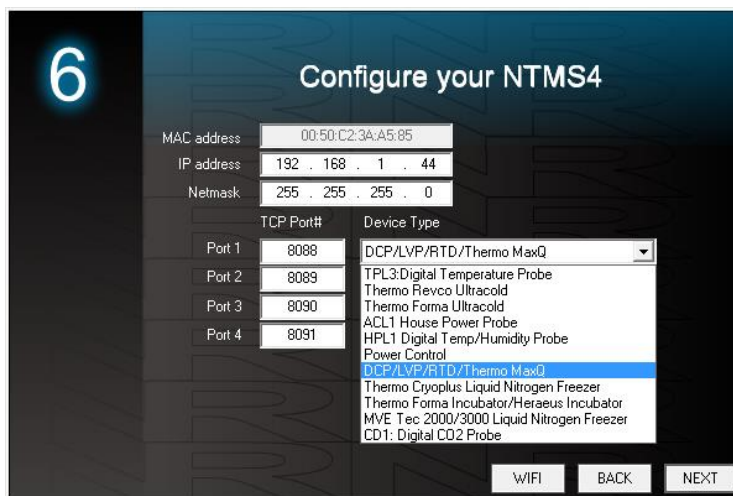 6
Configure your NTMS4
MAC address 00:50:C2:3A:A5:85
IP address 192 . 168 . 1 . 44
Netmask 255 . 255 . 255 . 0
TCP Port# Device Type
Port 1 8088 DCP/LVP/RTD/Thermo MaxQ
Port 2 8089
Port 3 8090
Port 4 8091
TPL3:Digital Temperature Probe
Thermo Revco Ultracold
Thermo Forma Ultracold
ACL1 House Power Probe
HPL1 Digital Temp/Humidity Probe
Power Control
DCP/LVP/RTD/Thermo MaxQ
Thermo Cryoplus Liquid Nitrogen Freezer
Thermo Forma Incubator/Heraeus Incubator
MVE Tec 2000/3000 Liquid Nitrogen Freezer
CD1: Digital CO2 Probe
WIFI BACK NEXT